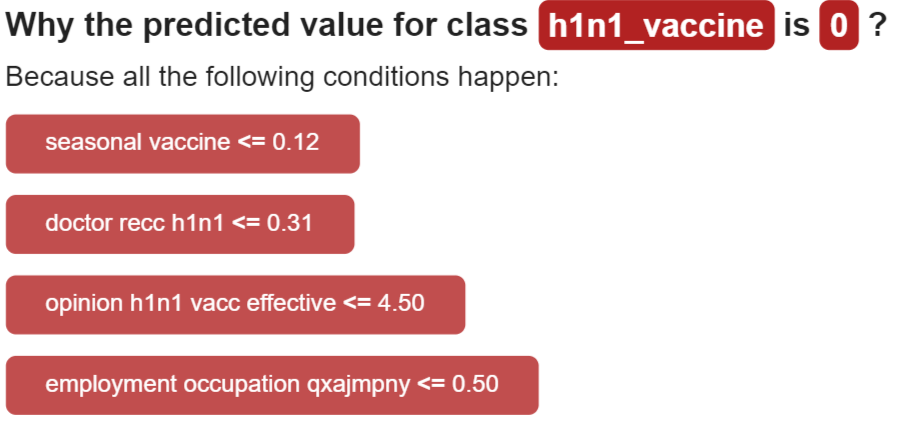 Why the predicted value for class h1n1_vaccine is 0 ?
Because all the following conditions happen:
seasonal vaccine <= 0.12
doctor recc h1n1 <= 0.31
opinion h1n1 vacc effective <= 4.50
employment occupation qxajmpny <= 0.50